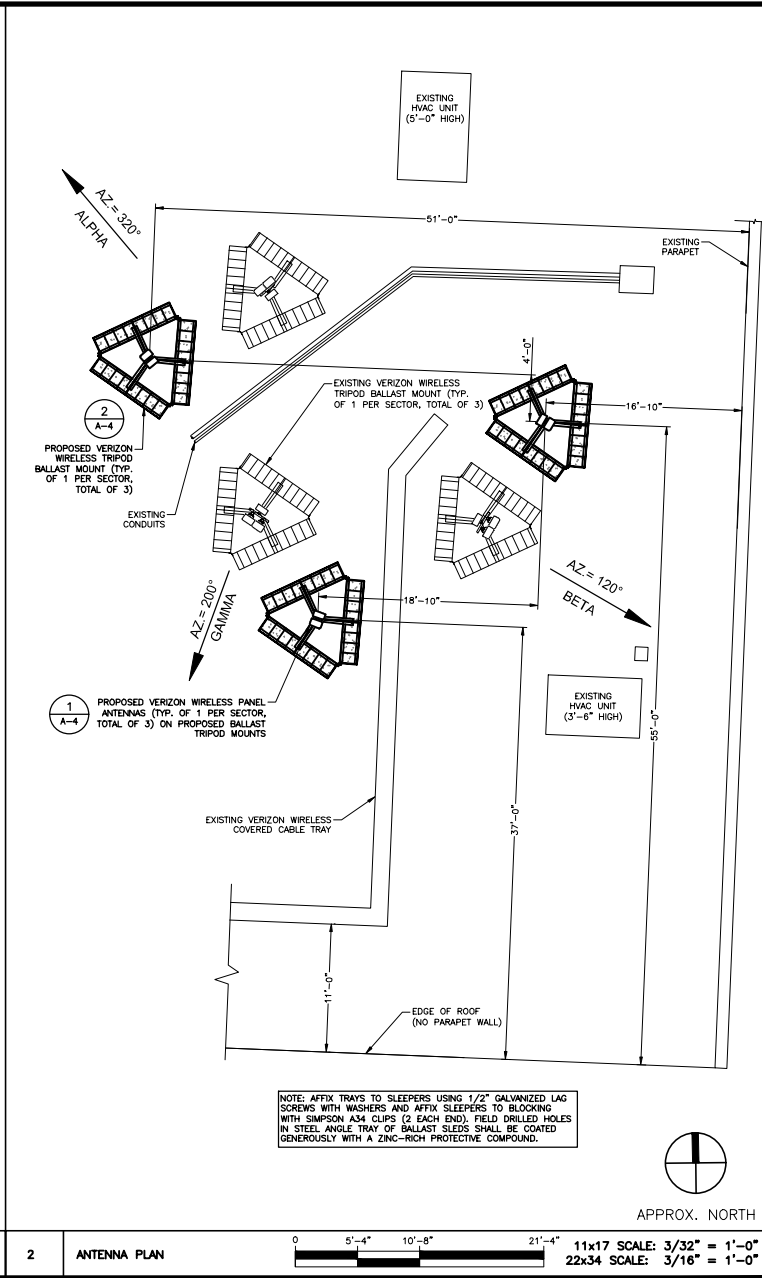 EXISTING
HVAC UNIT
(5'-0" HIGH)
AZ.= 320°
ALPHA
51'-0"
EXISTING
PARAPET
4'-0"
EXISTING VERIZON WIRELESS
TRIPOD BALLAST MOUNT (TYP.
OF 1 PER SECTOR, TOTAL OF 3)
16'-10"
2
A-4
PROPOSED VERIZON
WIRELESS TRIPOD
BALLAST MOUNT (TYP.
OF 1 PER SECTOR,
TOTAL OF 3)
EXISTING
CONDUITS
AZ.= 200°
GAMMA
18'-10"
AZ.= 120°
BETA
1
A-4
PROPOSED VERIZON WIRELESS PANEL
ANTENNAS (TYP. OF 1 PER SECTOR,
TOTAL OF 3) ON PROPOSED BALLAST
TRIPOD MOUNTS
EXISTING
HVAC UNIT
(3'-6" HIGH)
55'-0"
37'-0"
EXISTING VERIZON WIRELESS
COVERED CABLE TRAY
11'-0"
EDGE OF ROOF
(NO PARAPET WALL)
NOTE: AFFIX TRAYS TO SLEEPERS USING 1/2" GALVANIZED LAG
SCREWS WITH WASHERS AND AFFIX SLEEPERS TO BLOCKING
WITH SIMPSON A34 CLIPS (2 EACH END). FIELD DRILLED HOLES
IN STEEL ANGLE TRAY OF BALLAST SLEDS SHALL BE COATED
GENEROUSLY WITH A ZINC-RICH PROTECTIVE COMPOUND.
APPROX. NORTH
2
ANTENNA PLAN
0 5'-4" 10'-8" 21'-4"
11x17 SCALE: 3/32" = 1'-0"
22x34 SCALE: 3/16" = 1'-0"